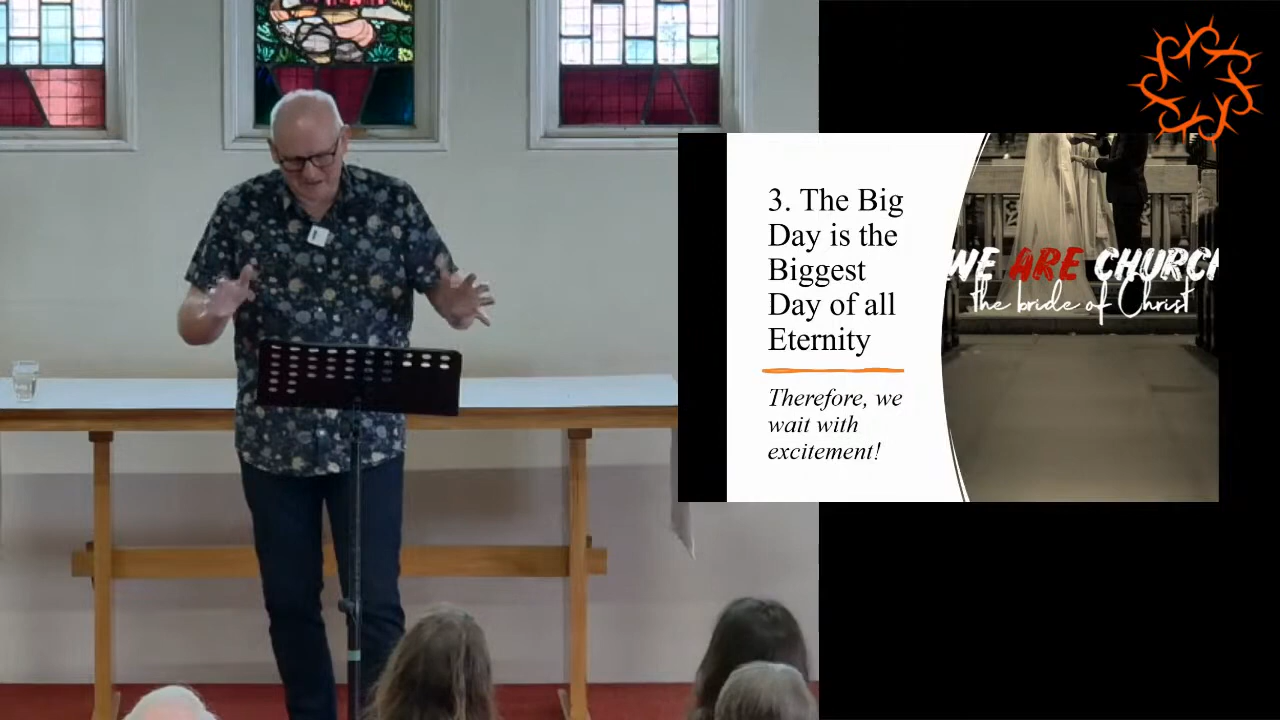 3. The Big
Day is the
Biggest
Day of all
Eternity
Therefore, we
wait with
excitement!
WE ARE CHURCH
the bride of Christ